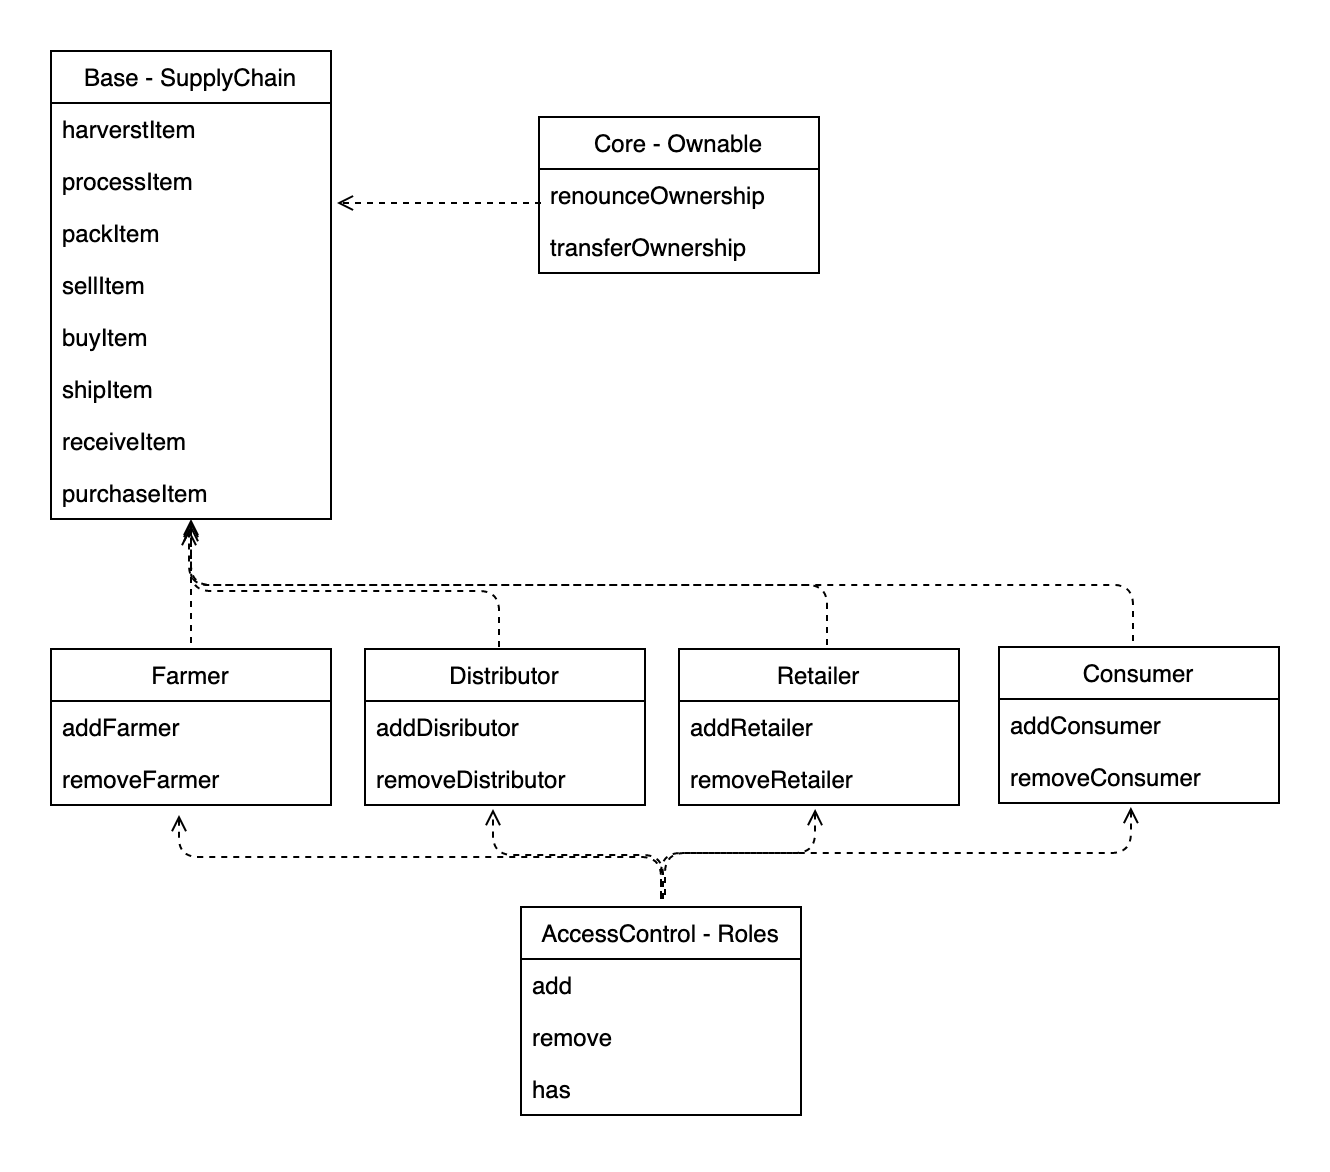 Base - SupplyChain
harverstItem
processItem
packItem
sellItem
buyItem
shipItem
receiveItem
purchaseItem
Core - Ownable
renounceOwnership
transferOwnership
Farmer
addFarmer
removeFarmer
Distributor
addDisributor
removeDistributor
Retailer
addRetailer
removeRetailer
Consumer
addConsumer
removeConsumer
AccessControl - Roles
add
remove
has